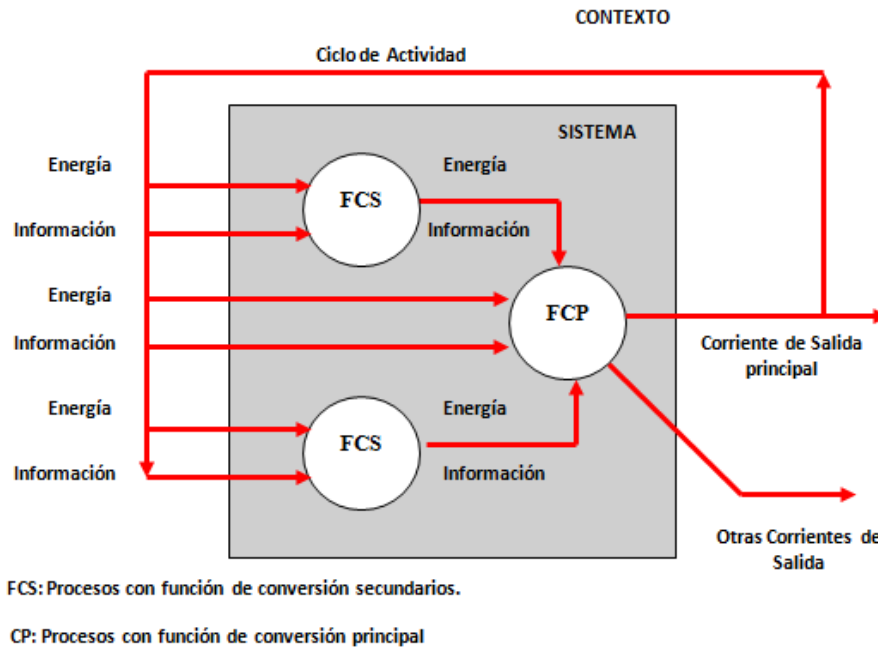 CONTEXTO
Ciclo de Actividad
SISTEMA
Energía
Energía
FCS
Información
Información
Energía
FCP
Información
Corriente de Salida
principal
Energía
Energía
FCS
Información
Información
Otras Corrientes de
Salida
FCS: Procesos con función de conversión secundarios.
CP: Procesos con función de conversión principal